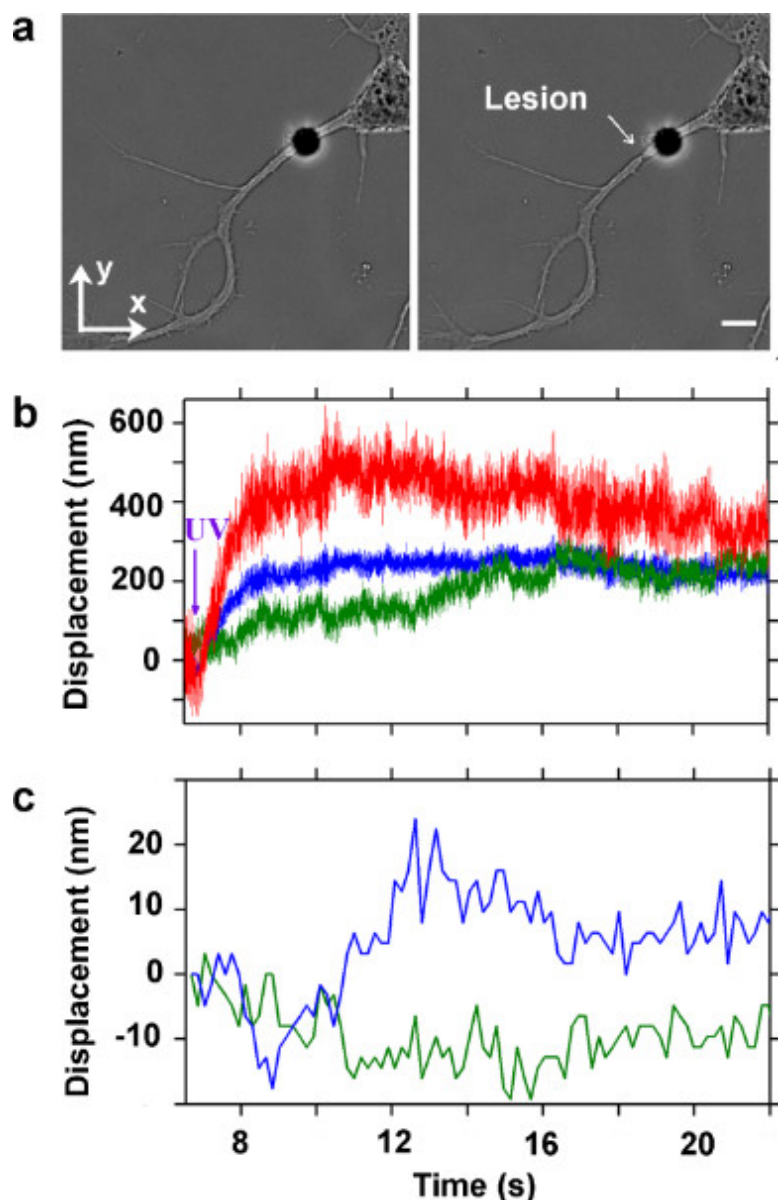 a
Lesion
y
x
b
600
400
200
0
Displacement (nm)
UV
c
20
10
0
-10
Displacement (nm)
8 12 16 20
Time (s)